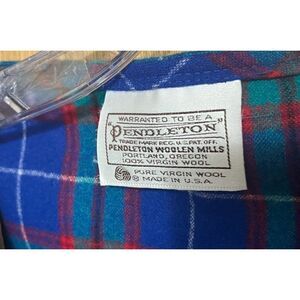 WARRANTED TO BE A
"PENDLETON"
TRADE MARK REG. U.S. PAT. OFF.
PENDLETON WOOLEN MILLS
PORTLAND, OREGON
100% VIRGIN WOOL
PURE VIRGIN WOOL
® MADE IN U.S.A.